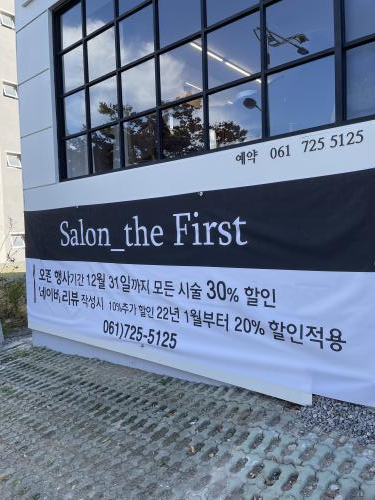 예약 061 725 5125
Salon_the First
오픈 행사기간 12월 31일까지 모든 시술 30% 할인
네이버 리뷰 작성시 10%추가 할인 22년 1월부터 20% 할인적용
061)725-5125